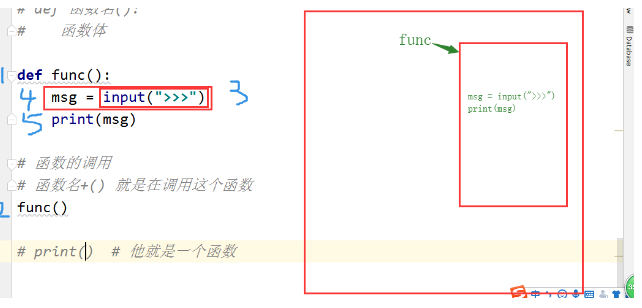 # def 函数名():
#     函数体
1 def func():
4 msg = input(">>>") 3
5 print(msg)
# 函数的调用
# 函数名+() 就是在调用这个函数
2 func()
# print()  # 他就是一个函数
func
msg = input(">>>")
print(msg)
Database
中